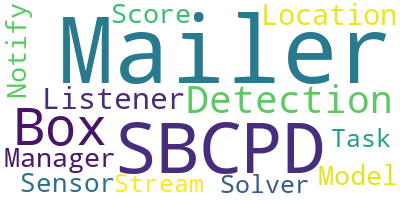 Notify
Score
Location
Mailer
Listener
Detection
Box
SBCPD
Task
Manager
Sensor
Stream
Solver
Model